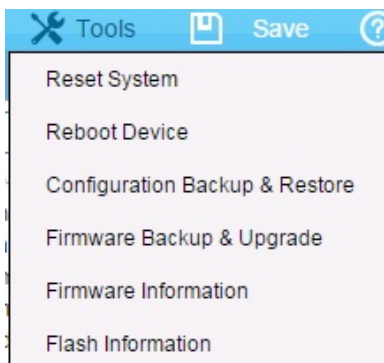 Tools Save ?
Reset System
Reboot Device
Configuration Backup & Restore
Firmware Backup & Upgrade
Firmware Information
Flash Information